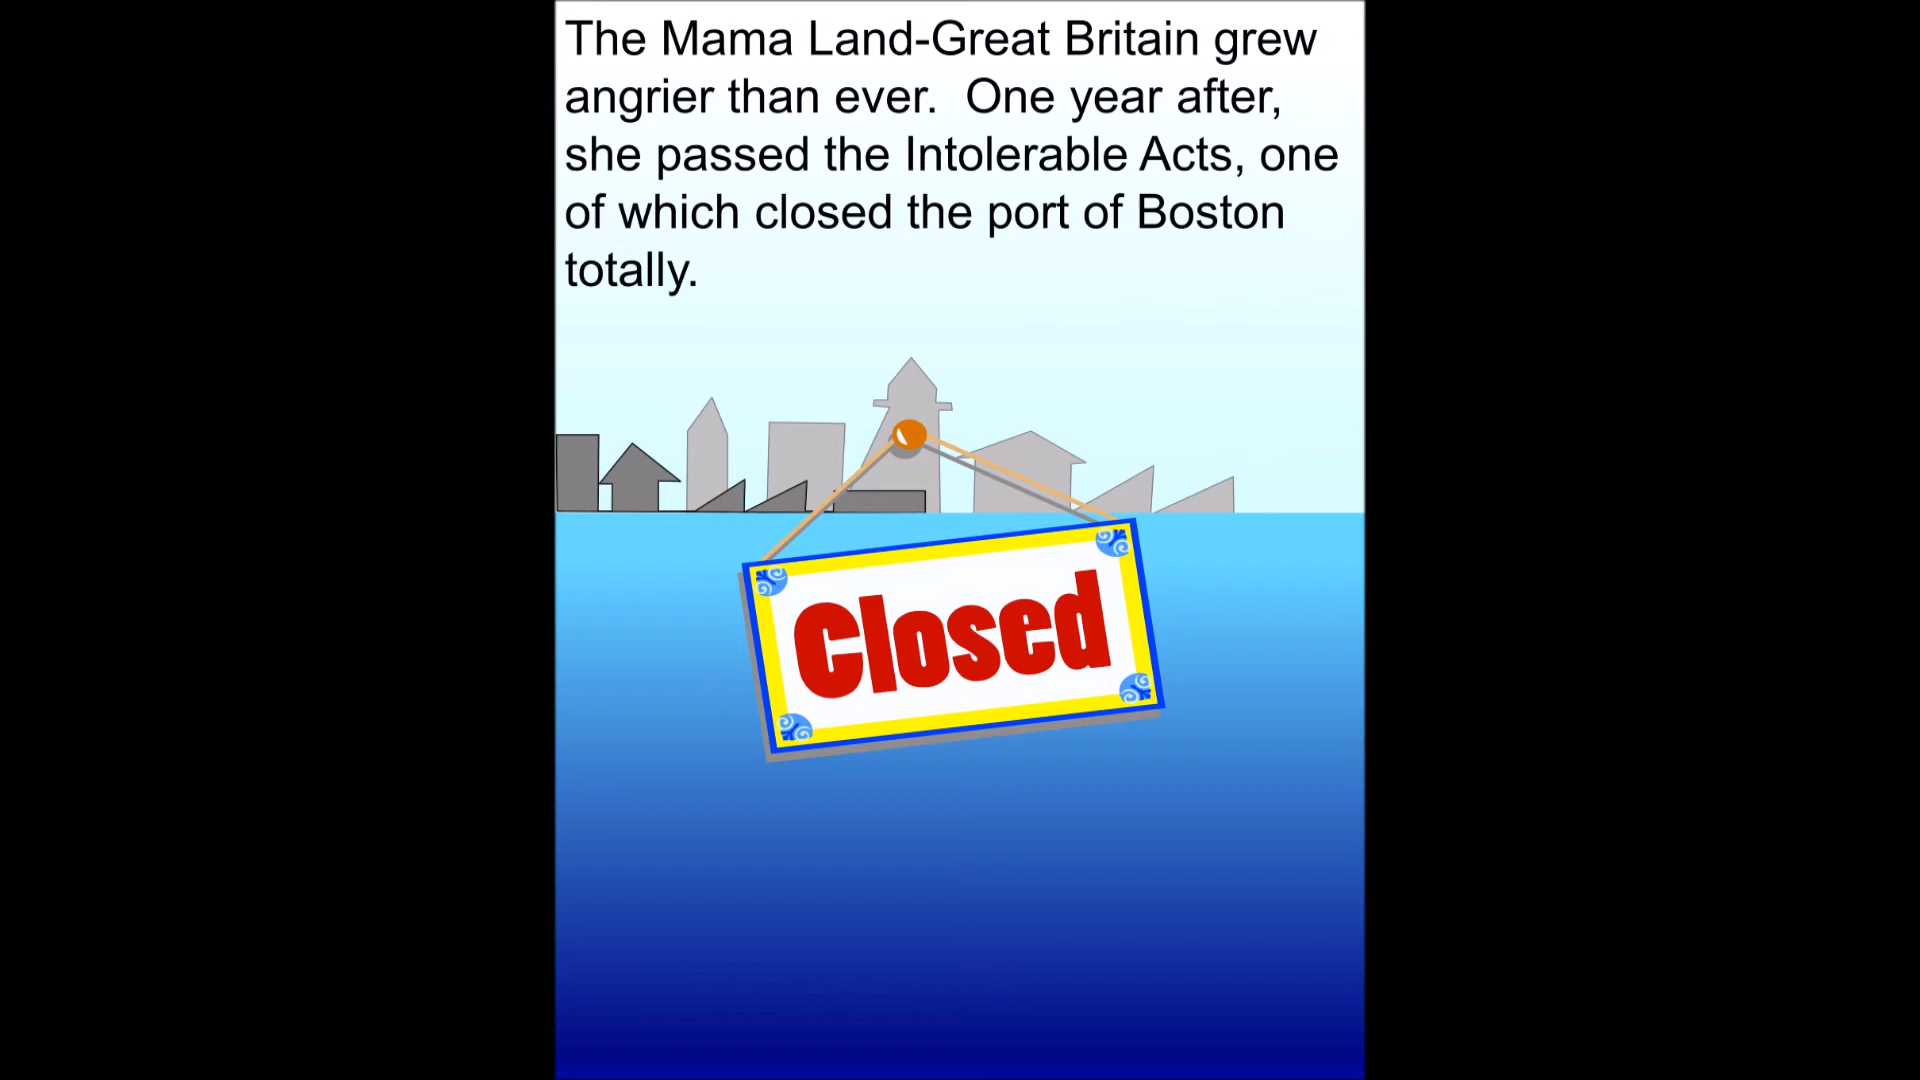 The Mama Land-Great Britain grew
angrier than ever.  One year after,
she passed the Intolerable Acts, one
of which closed the port of Boston
totally.
Closed